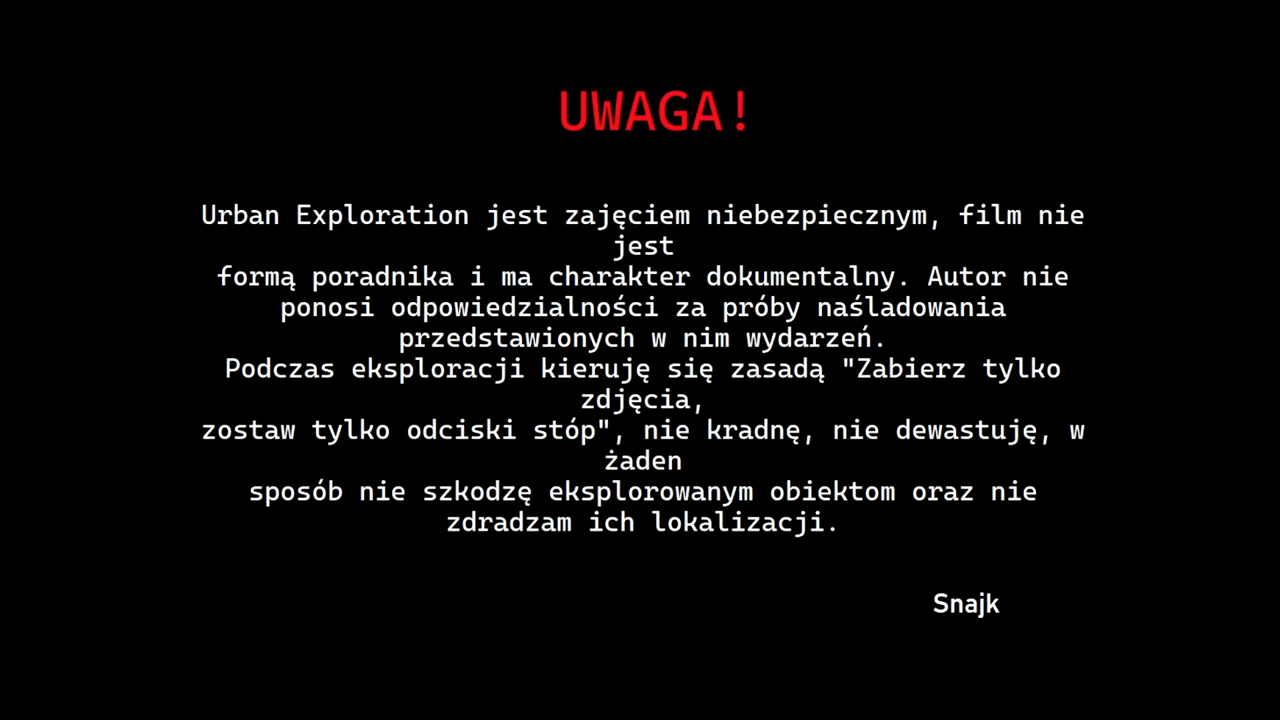 UWAGA!
Urban Exploration jest zajęciem niebezpiecznym, film nie
jest
formą poradnika i ma charakter dokumentalny. Autor nie
ponosi odpowiedzialności za próby naśladowania
przedstawionych w nim wydarzeń.
Podczas eksploracji kieruję się zasadą "Zabierz tylko
zdjęcia,
zostaw tylko odciski stóp", nie kradnę, nie dewastuję, w
żaden
sposób nie szkodzę eksplorowanym obiektom oraz nie
zdradzam ich lokalizacji.
Snajk